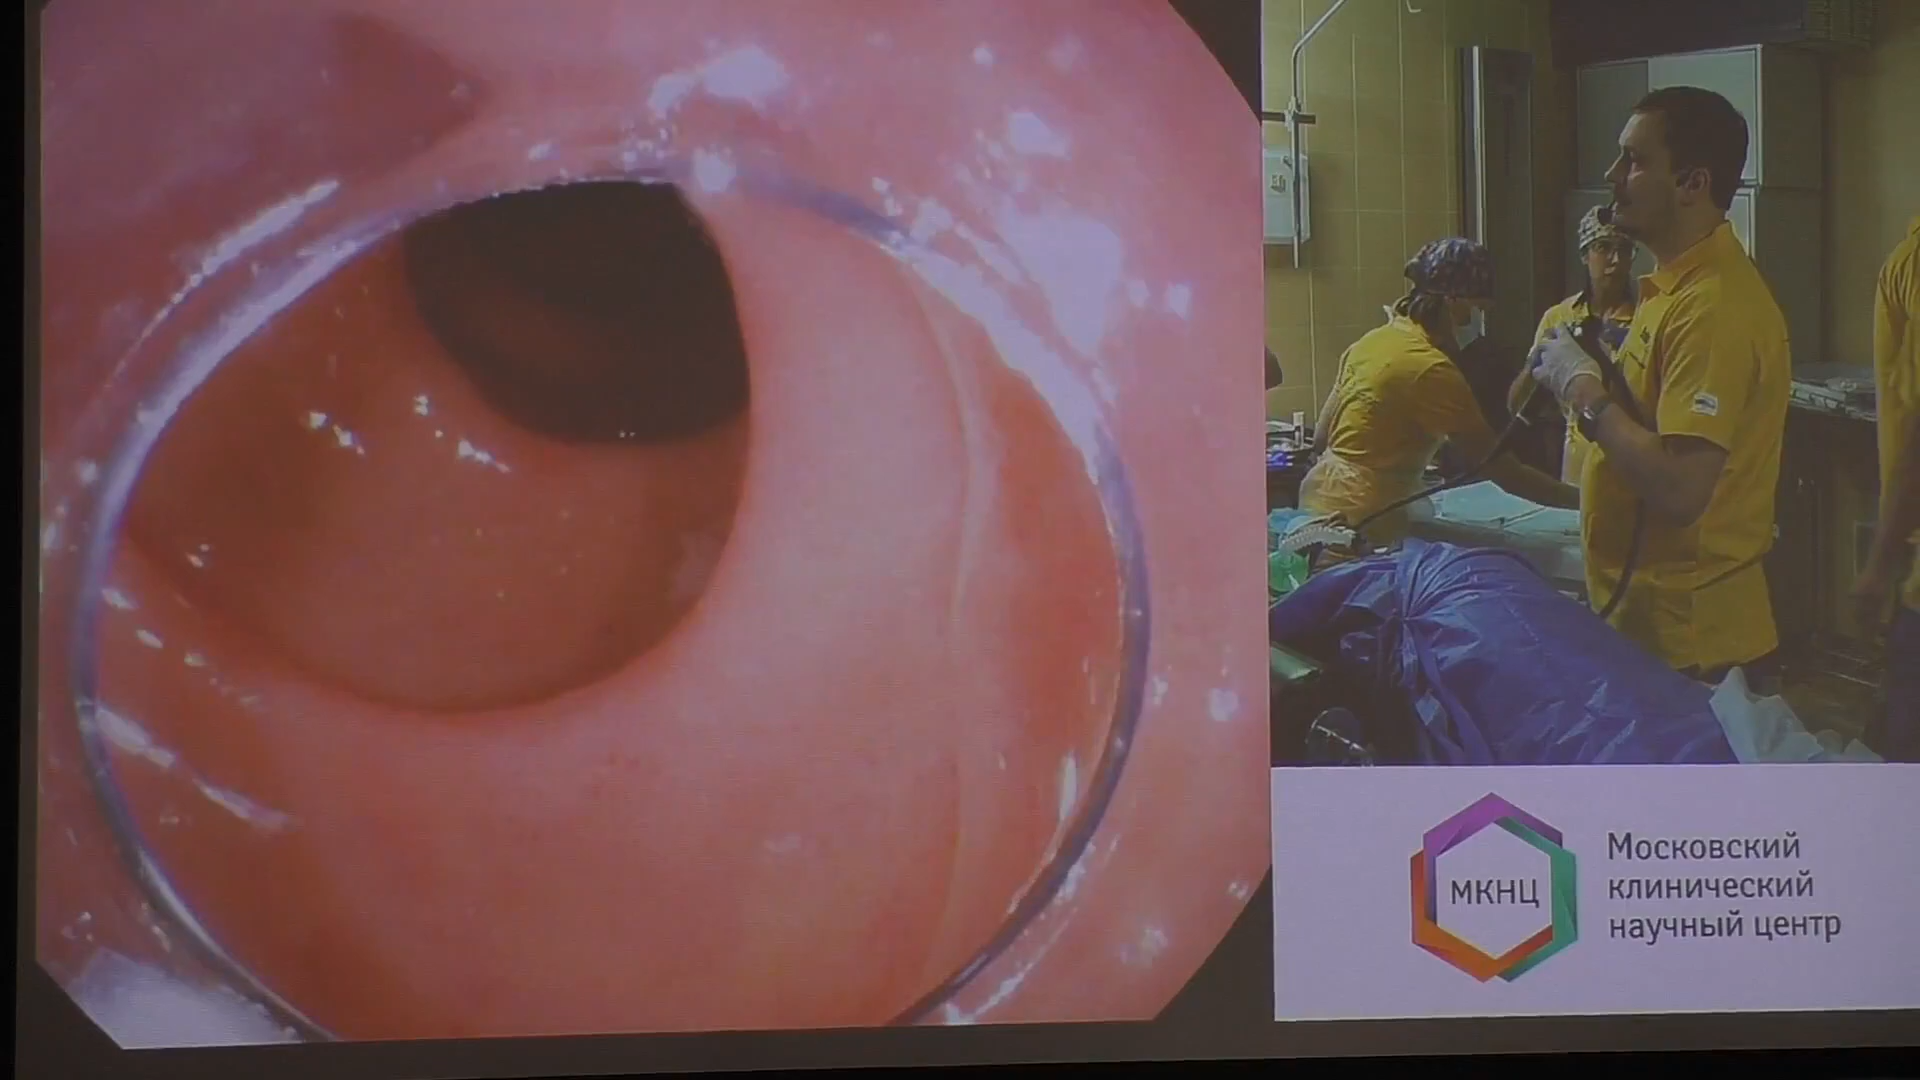 МКНЦ
Московский
клинический
научный центр